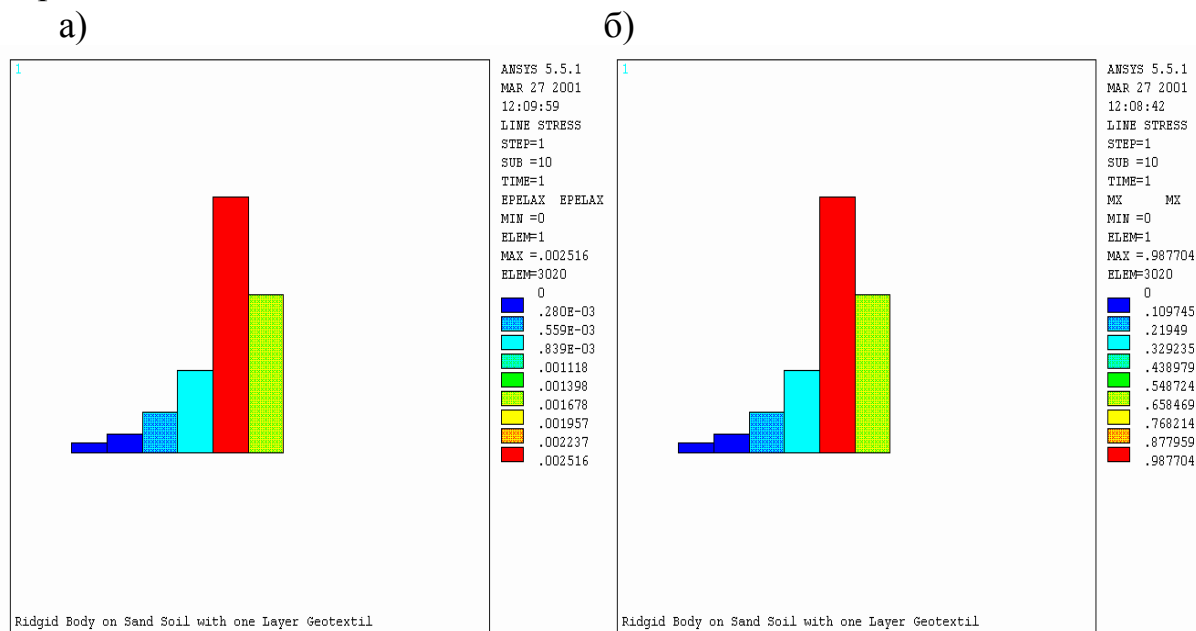 а)
б)
1
ANSYS 5.5.1
MAR 27 2001
12:09:59
LINE STRESS
STEP=1
SUB =10
TIME=1
EPELAX EPELAX
MIN =0
ELEM=1
MAX =.002516
ELEM=3020
0
.280E-03
.559E-03
.839E-03
.001118
.001398
.001678
.001957
.002237
.002516
Ridgid Body on Sand Soil with one Layer Geotextil
1
ANSYS 5.5.1
MAR 27 2001
12:08:42
LINE STRESS
STEP=1
SUB =10
TIME=1
MX MX
MIN =0
ELEM=1
MAX =.987704
ELEM=3020
0
.109745
.21949
.329235
.438979
.548724
.658469
.768214
.877959
.987704
Ridgid Body on Sand Soil with one Layer Geotextil